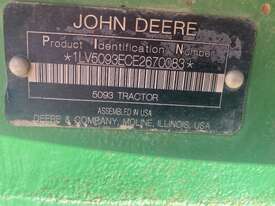 JOHN DEERE
Product Identification Number
*1LV5093ECE2670083*
5093 TRACTOR
ASSEMBLED IN USA
DEERE & COMPANY, MOLINE, ILLINOIS, USA